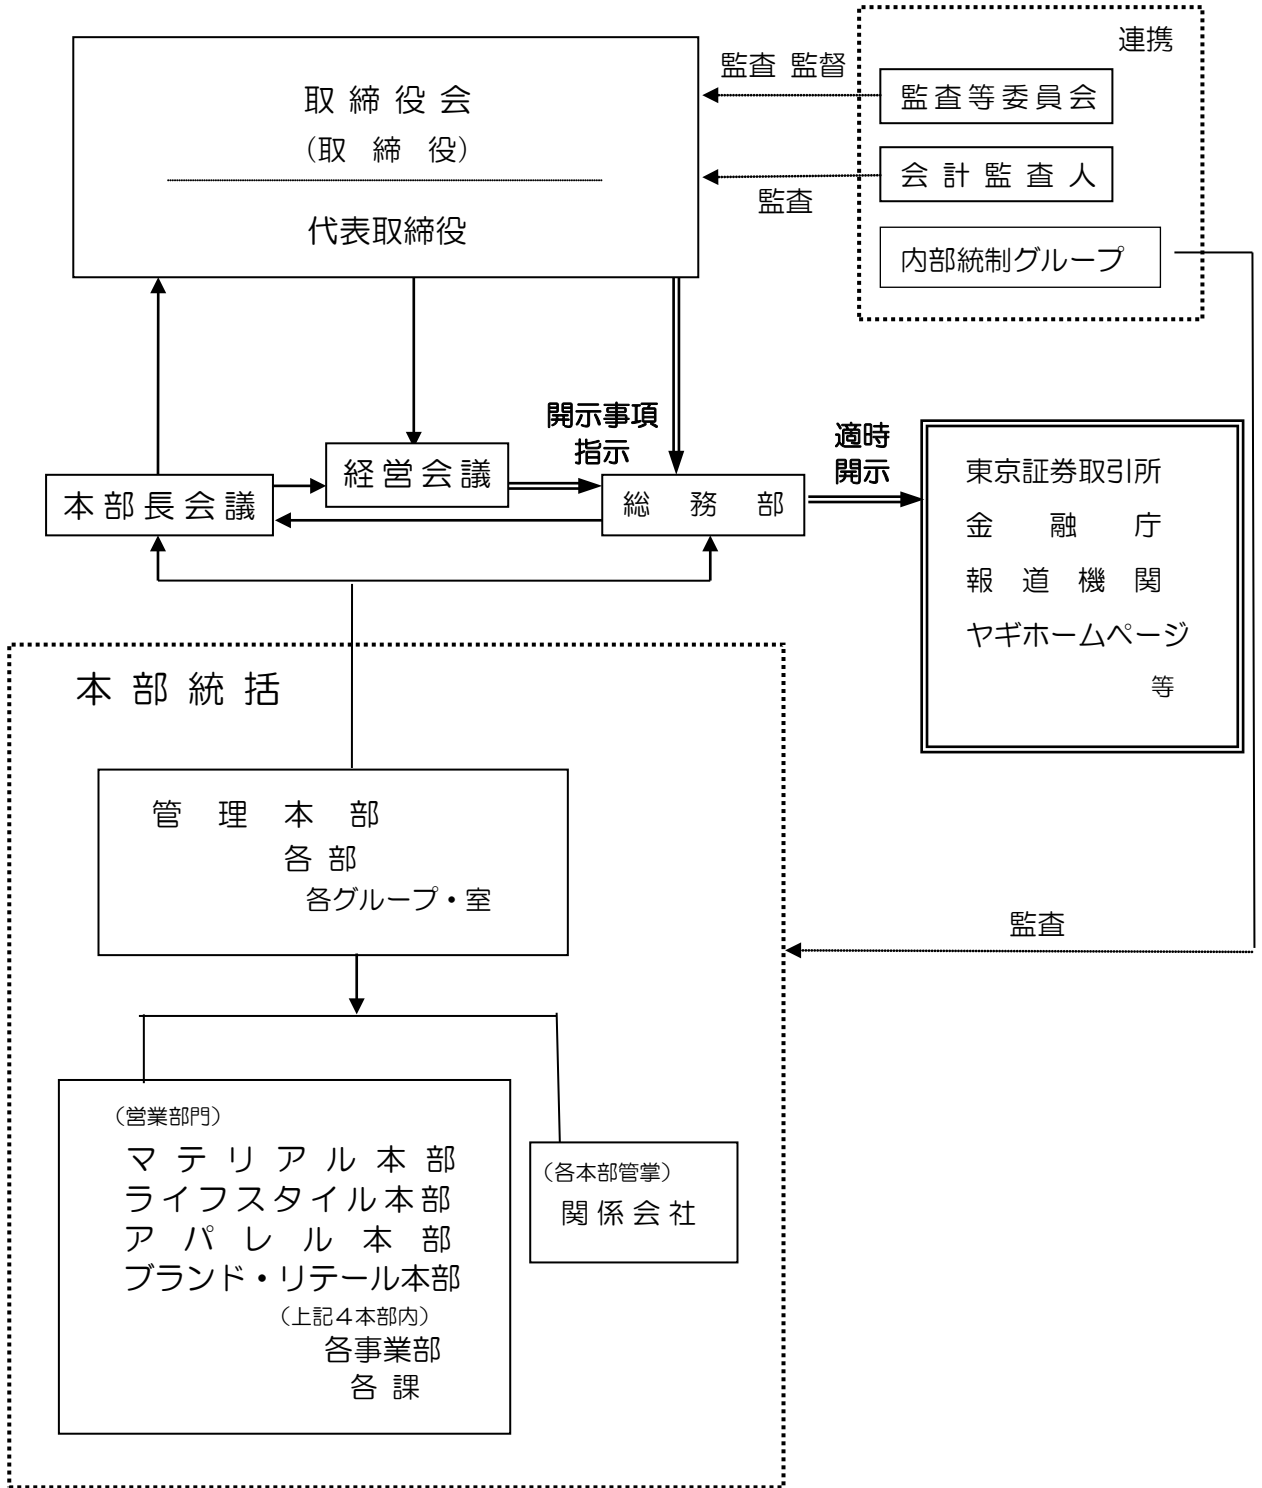 連携
監査 監督
取締役会
（取締役）
代表取締役
監査等委員会
会計監査人
監査
内部統制グループ
開示事項
指示
適時
開示
経営会議
本部長会議
総務部
東京証券取引所
金融庁
報道機関
ヤギホームページ
等
本部統括
管理本部
各部
各グループ・室
監査
（営業部門）
マテリアル本部
ライフスタイル本部
アパレル本部
ブランド・リテール本部
（上記４本部内）
各事業部
各課
（各本部管掌）
関係会社